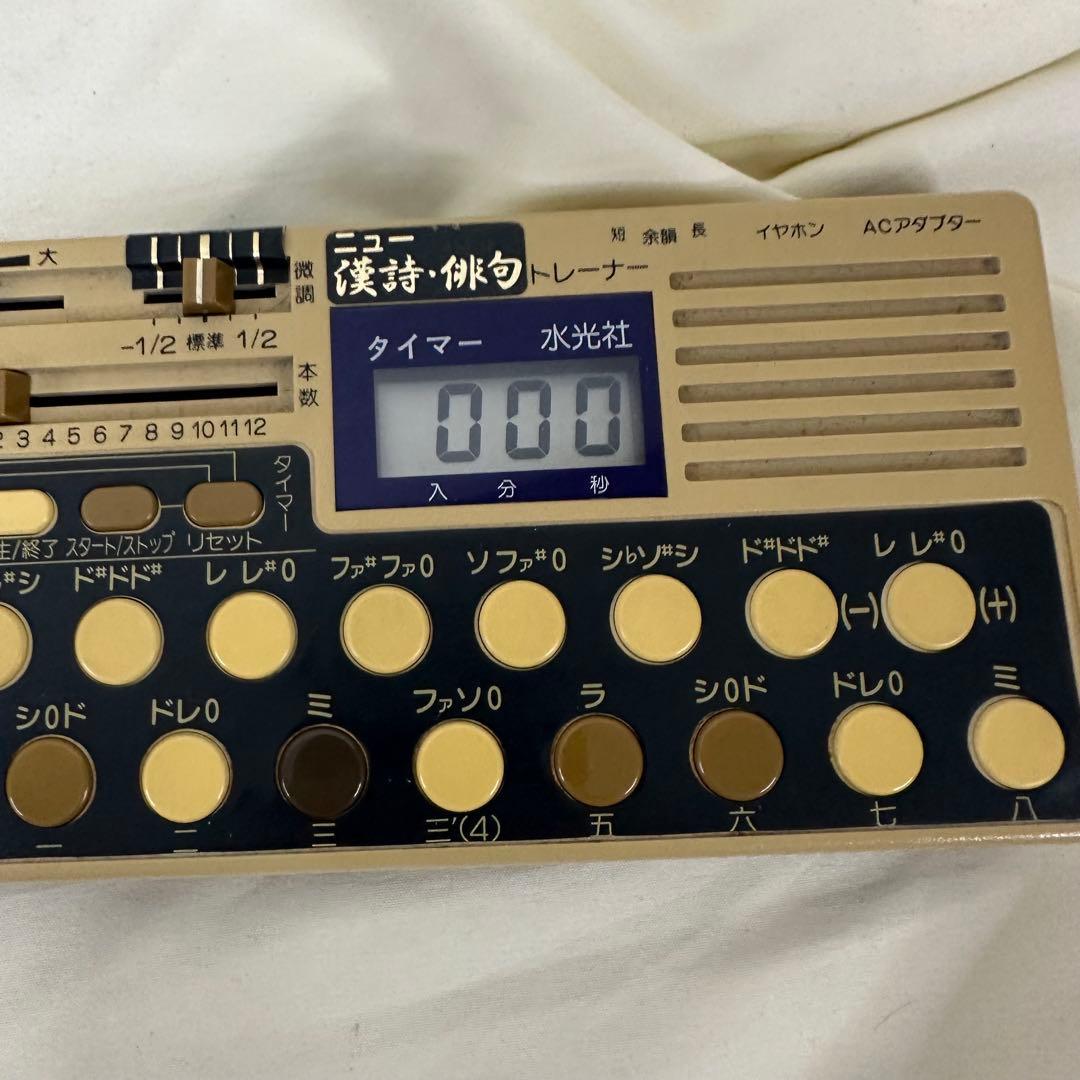 大
微調
-1/2 標準 1/2
本数
2 3 4 5 6 7 8 9 10 11 12
ニュー
漢詩・俳句トレーナー
短 余韻 長 イヤホン ACアダプター
タイマー 水光社
000
入 分 秒
タイマー
生/終了 スタート/ストップ リセット
#シ ド#ドド# レ レ#0 ファ#ファ0 ソファ#0 シ♭ソ#シ ド#ドド# レ レ#0
(−) (+)
シ0ド ドレ0 ミ ファソ0 ラ シ0ド ドレ0 ミ
一 二 三 三'(4) 五 六 七 八